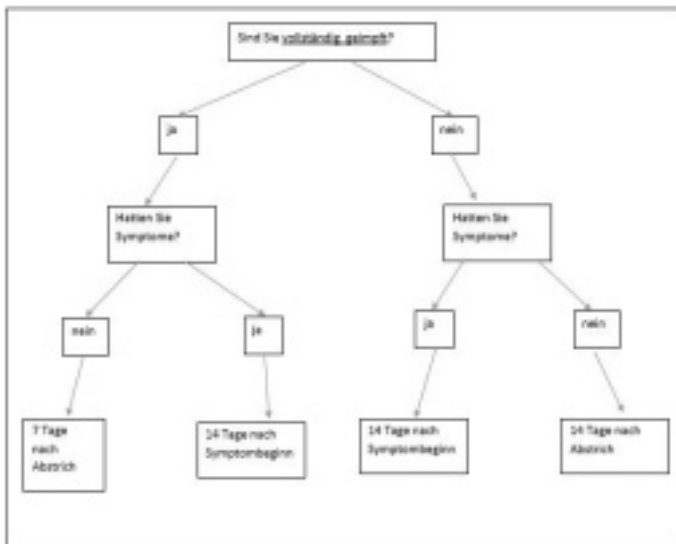 Sind Sie vollständig geimpft?
ja
nein
Hatten Sie
Symptome?
Hatten Sie
Symptome?
nein
ja
ja
nein
7 Tage
nach
Abstrich
14 Tage nach
Symptombeginn
14 Tage nach
Symptombeginn
14 Tage nach
Abstrich